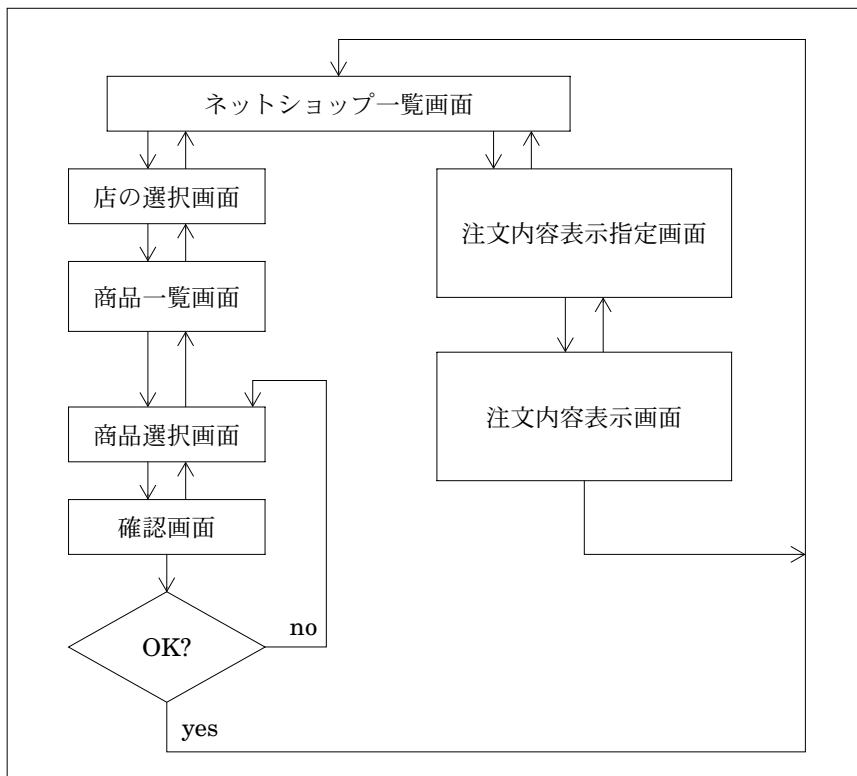 ネットショップ一覧画面
店の選択画面
注文内容表示指定画面
商品一覧画面
注文内容表示画面
商品選択画面
確認画面
OK?
no
yes